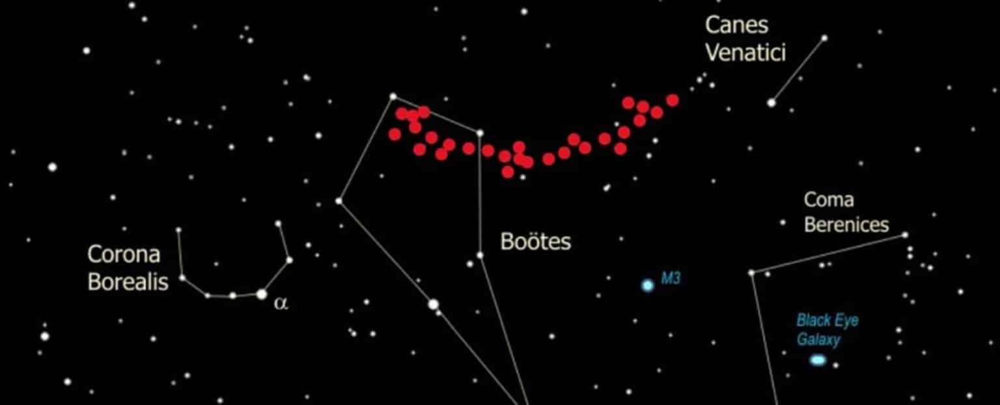 Canes
Venatici
Coma
Berenices
Boötes
Corona
Borealis
α
M3
Black Eye
Galaxy